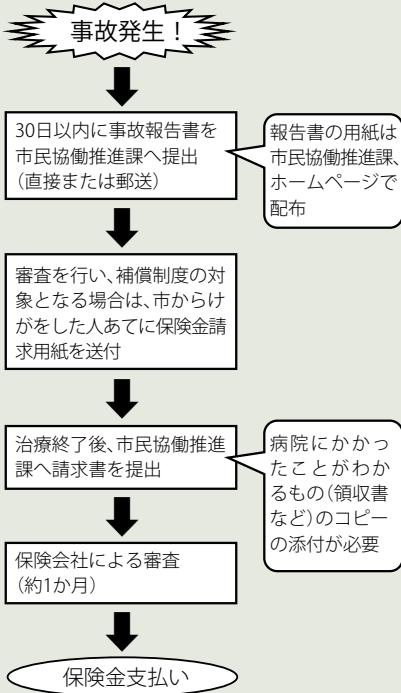 事故発生！
30日以内に事故報告書を
市民協働推進課へ提出
（直接または郵送）
報告書の用紙は
市民協働推進課、
ホームページで
配布
審査を行い、補償制度の対
象となる場合は、市からけ
がをした人あてに保険金請
求用紙を送付
治療終了後、市民協働推進
課へ請求書を提出
病院にかかっ
たことがわか
るもの（領収書
など）のコピー
の添付が必要
保険会社による審査
（約1か月）
保険金支払い